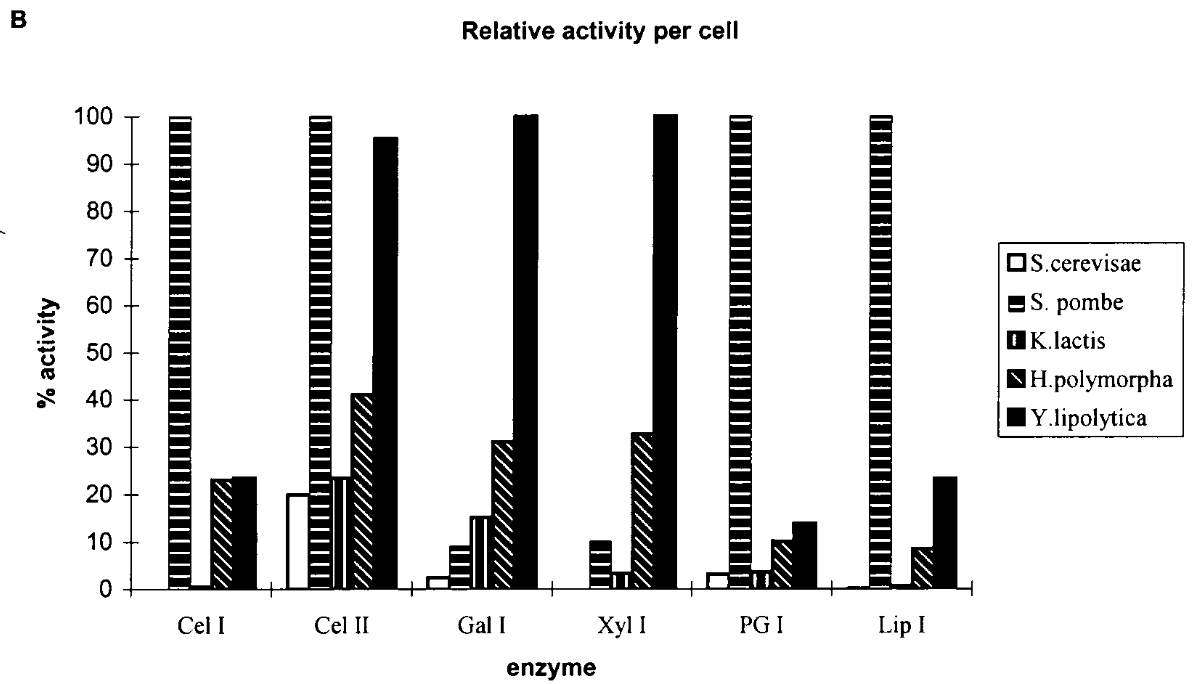 B
Relative activity per cell
100
90
80
70
60
50
40
30
20
10
0
% activity
Cel I
Cel II
Gal I
Xyl I
PG I
Lip I
enzyme
S.cerevisae
S. pombe
K.lactis
H.polymorpha
Y.lipolytica